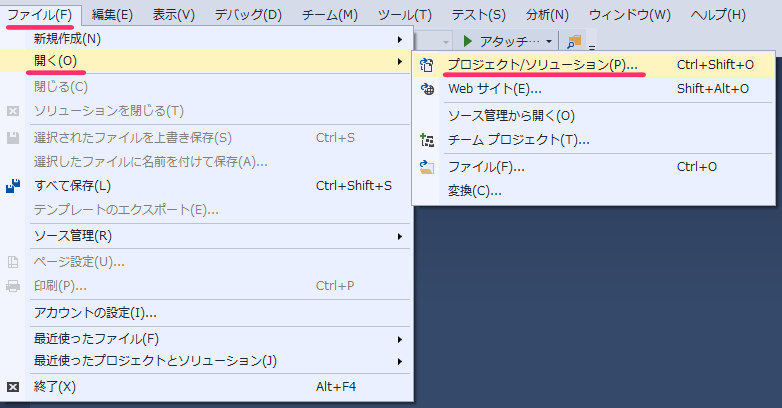 ファイル(F) 編集(E) 表示(V) デバッグ(D) チーム(M) ツール(T) テスト(S) 分析(N) ウィンドウ(W) ヘルプ(H)
アタッチ...
新規作成(N)
開く(O)
閉じる(C)
ソリューションを閉じる(T)
選択されたファイルを上書き保存(S) Ctrl+S
選択したファイルに名前を付けて保存(A)...
すべて保存(L) Ctrl+Shift+S
テンプレートのエクスポート(E)...
ソース管理(R)
ページ設定(U)...
印刷(P)... Ctrl+P
アカウントの設定(I)...
最近使ったファイル(F)
最近使ったプロジェクトとソリューション(J)
終了(X) Alt+F4
プロジェクト/ソリューション(P)... Ctrl+Shift+O
Web サイト(E)... Shift+Alt+O
ソース管理から開く(O)
チーム プロジェクト(T)...
ファイル(F)... Ctrl+O
変換(C)...